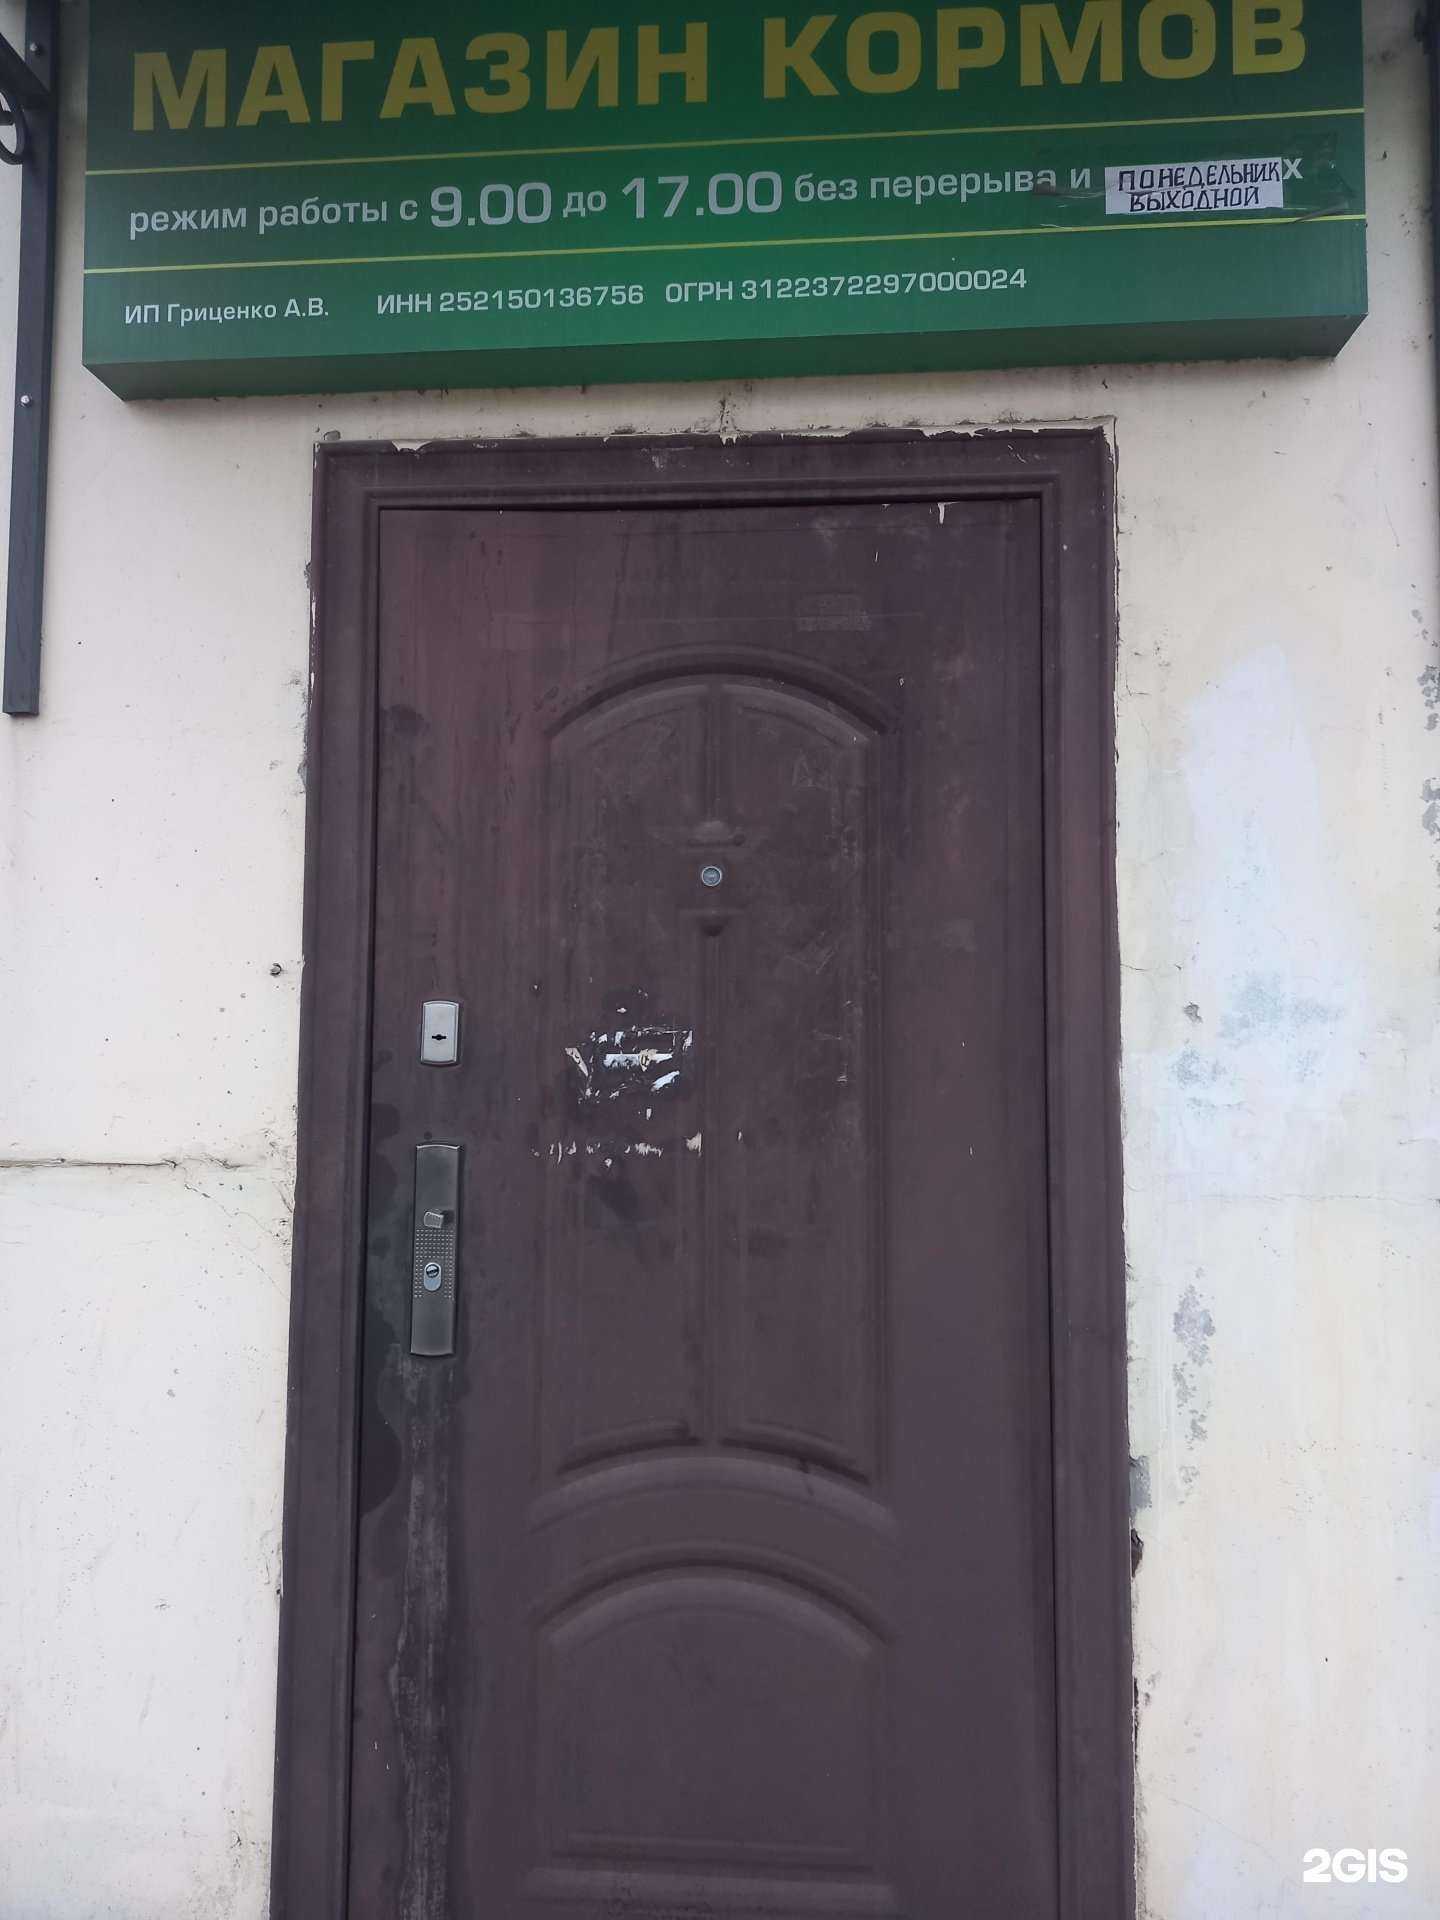 МАГАЗИН КОРМОВ
режим работы с 9.00 до 17.00 без перерыва и х
ПОНЕДЕЛЬНИК
ВЫХОДНОЙ
ИП Гриценко А.В. ИНН 252150136756 ОГРН 3122372297000024
2GIS